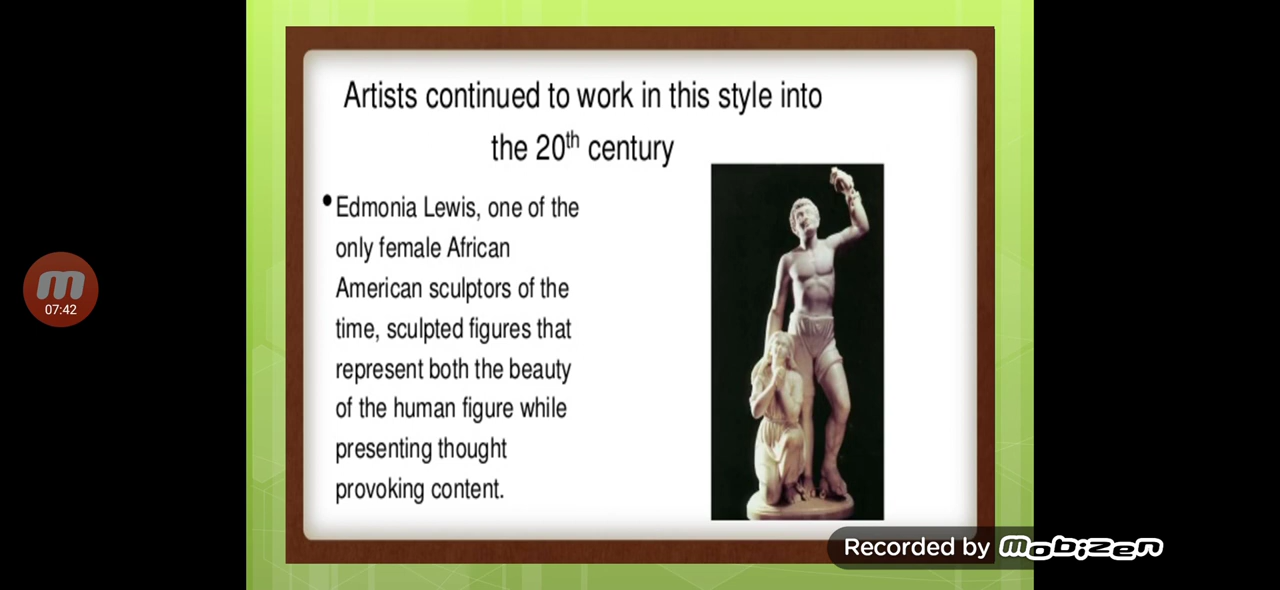 Artists continued to work in this style into
the 20th century
• Edmonia Lewis, one of the
only female African
American sculptors of the
time, sculpted figures that
represent both the beauty
of the human figure while
presenting thought
provoking content.
07:42
Recorded by mobizen